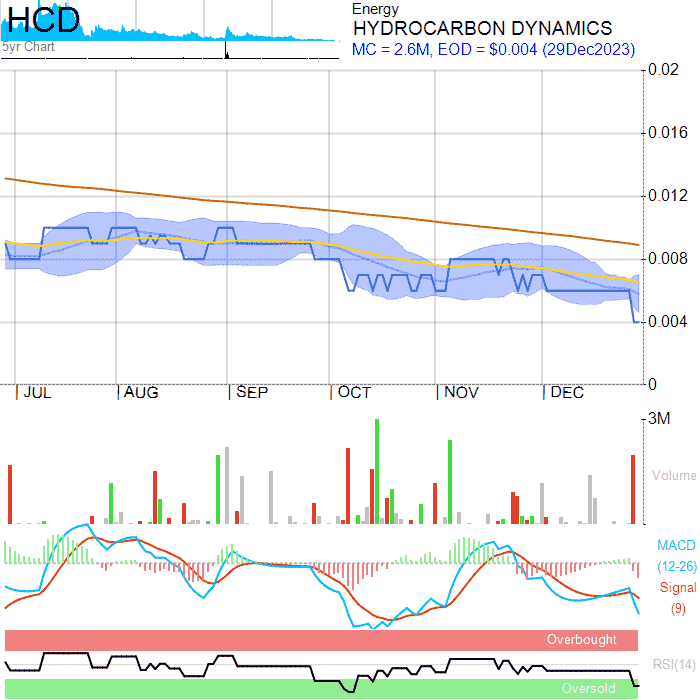 HCD
5yr Chart
Energy
HYDROCARBON DYNAMICS
MC = 2.6M, EOD = $0.004 (29Dec2023)
0.02
0.016
0.012
0.008
0.004
0
JUL AUG SEP OCT NOV DEC
3M
Volume
MACD
(12-26)
Signal
(9)
Overbought
RSI(14)
Oversold